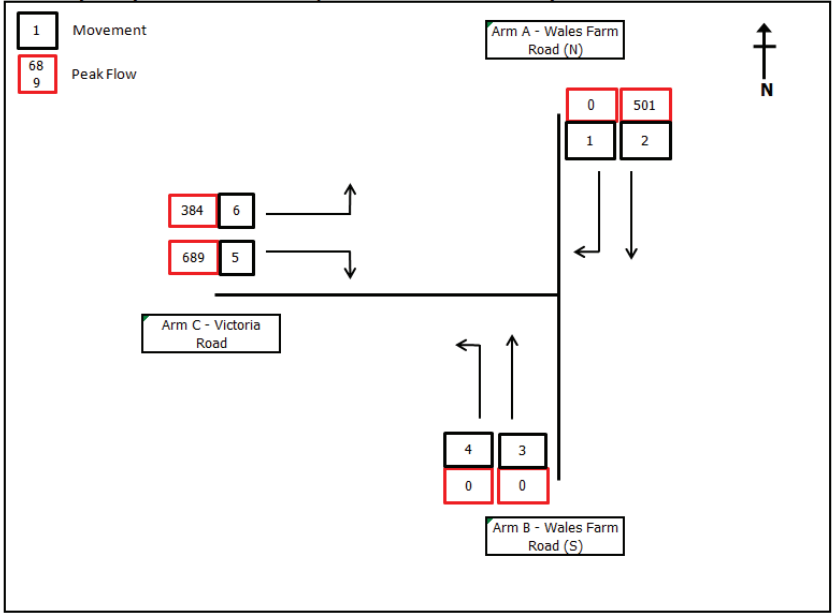 1 Movement
68
9
Peak Flow
Arm A - Wales Farm
Road (N)
N
0 501
1 2
384 6
689 5
Arm C - Victoria
Road
4 3
0 0
Arm B - Wales Farm
Road (S)